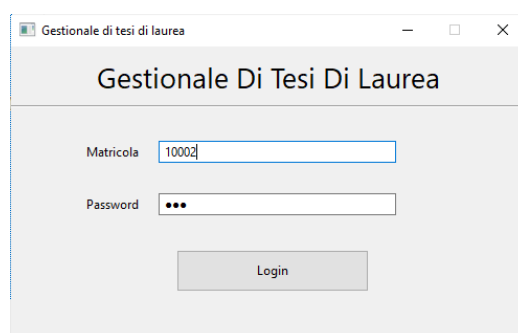 Gestionale di tesi di laurea
Gestionale Di Tesi Di Laurea
Matricola 10002
Password •••
Login